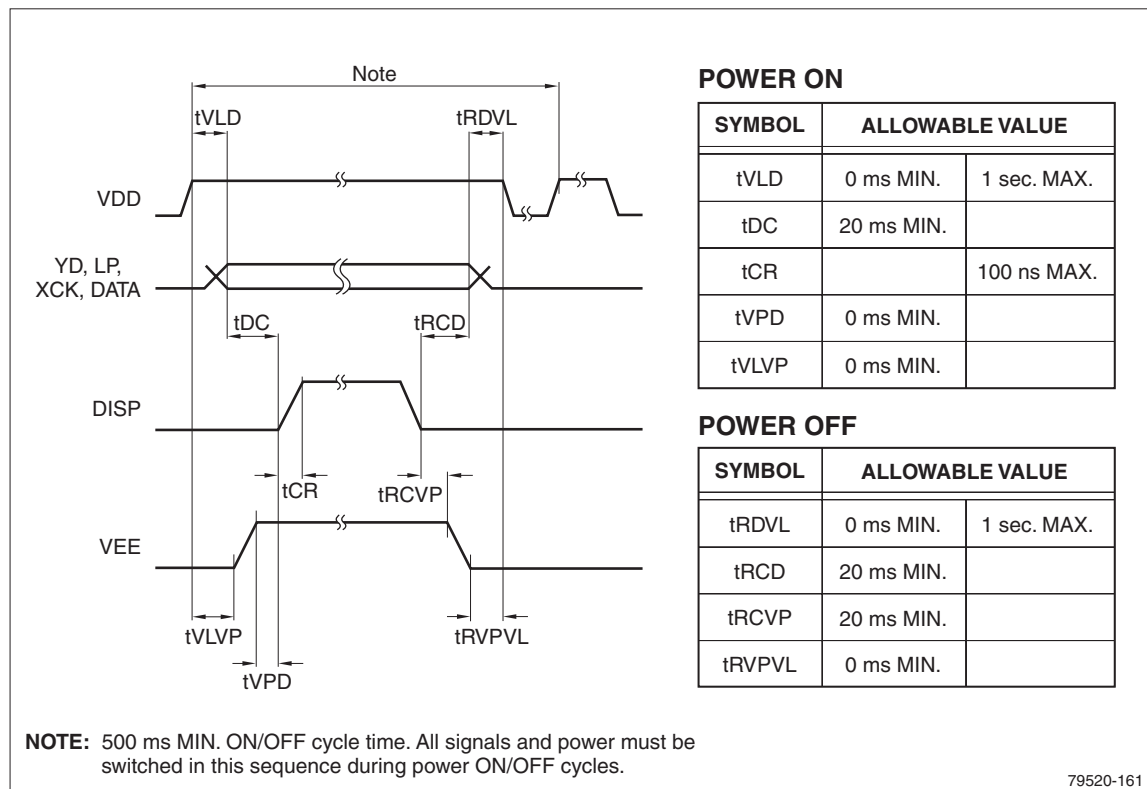 Note
tVLD
tRDVL
VDD
YD, LP,
XCK, DATA
tDC
tRCD
DISP
tCR
tRCVP
VEE
tVLVP
tRVPVL
tVPD
POWER ON
SYMBOL ALLOWABLE VALUE
tVLD 0 ms MIN. 1 sec. MAX.
tDC 20 ms MIN.
tCR 100 ns MAX.
tVPD 0 ms MIN.
tVLVP 0 ms MIN.
POWER OFF
SYMBOL ALLOWABLE VALUE
tRDVL 0 ms MIN. 1 sec. MAX.
tRCD 20 ms MIN.
tRCVP 20 ms MIN.
tRVPVL 0 ms MIN.
NOTE: 500 ms MIN. ON/OFF cycle time. All signals and power must be
switched in this sequence during power ON/OFF cycles.
79520-161